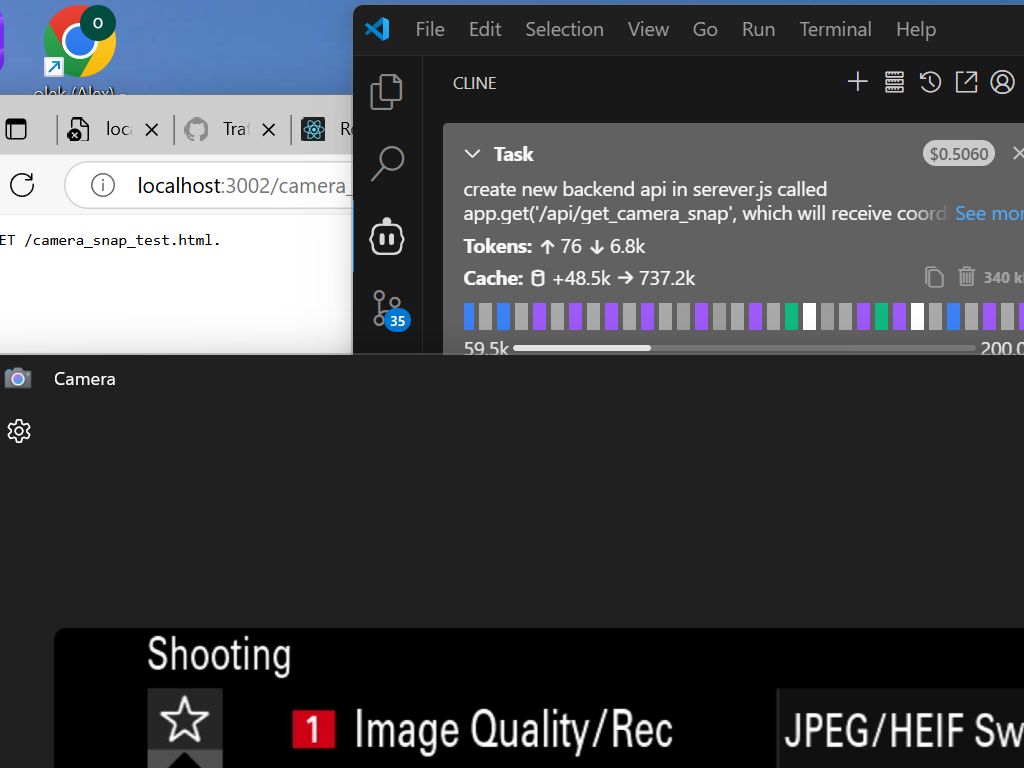 O
olek (Alex) -
File Edit Selection View Go Run Terminal Help
CLINE
loca Trat Re
localhost:3002/camera_
ET /camera_snap_test.html.
Task $0.5060
create new backend api in serever.js called
app.get('/api/get_camera_snap', which will receive coord See mor
Tokens: ↑ 76 ↓ 6.8k
Cache: +48.5k → 737.2k 340 k
35
59.5k 200.0
Camera
Shooting
1 Image Quality/Rec JPEG/HEIF Sw